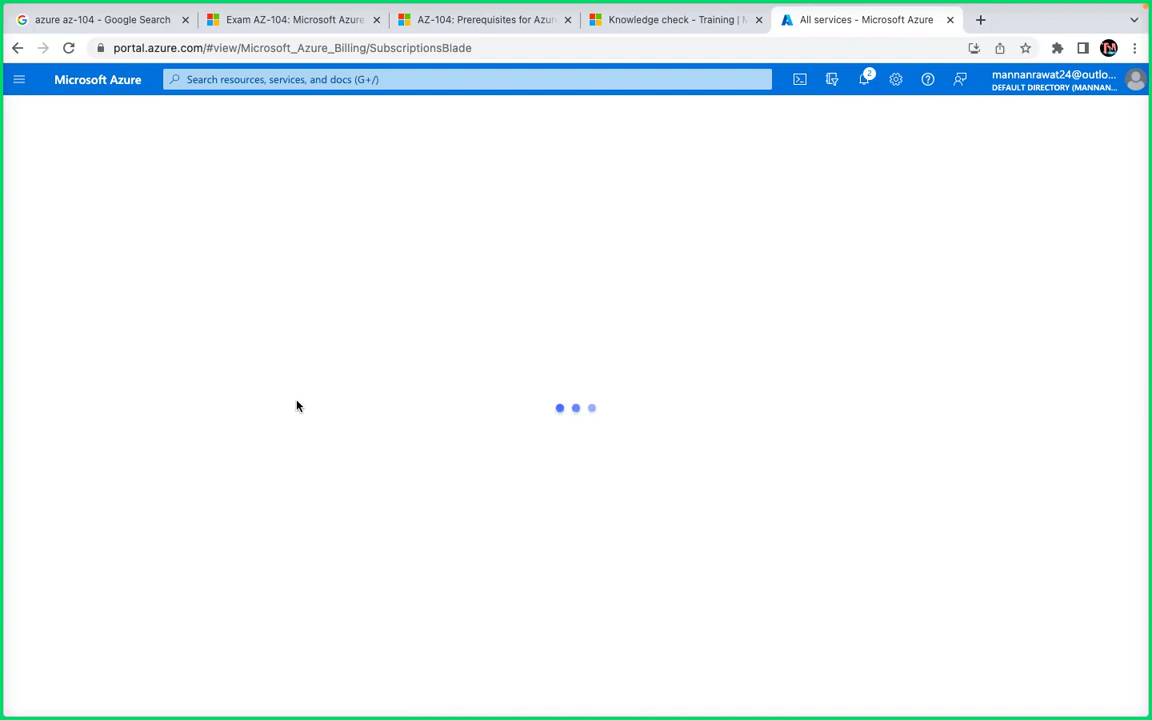 azure az-104 - Google Search
Exam AZ-104: Microsoft Azure
AZ-104: Prerequisites for Azur
Knowledge check - Training | M
All services - Microsoft Azure
portal.azure.com/#view/Microsoft_Azure_Billing/SubscriptionsBlade
Microsoft Azure
Search resources, services, and docs (G+/)
2
mannanrawat24@outlo...
DEFAULT DIRECTORY (MANNAN...